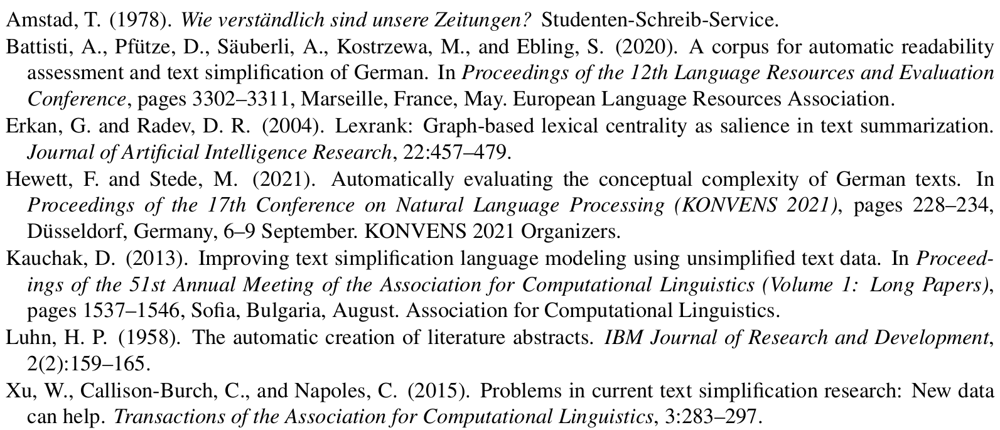 Amstad, T. (1978). Wie verständlich sind unsere Zeitungen? Studenten-Schreib-Service.
Battisti, A., Pfütze, D., Säuberli, A., Kostrzewa, M., and Ebling, S. (2020). A corpus for automatic readability
assessment and text simplification of German. In Proceedings of the 12th Language Resources and Evaluation
Conference, pages 3302–3311, Marseille, France, May. European Language Resources Association.
Erkan, G. and Radev, D. R. (2004). Lexrank: Graph-based lexical centrality as salience in text summarization.
Journal of Artificial Intelligence Research, 22:457–479.
Hewett, F. and Stede, M. (2021). Automatically evaluating the conceptual complexity of German texts. In
Proceedings of the 17th Conference on Natural Language Processing (KONVENS 2021), pages 228–234,
Düsseldorf, Germany, 6–9 September. KONVENS 2021 Organizers.
Kauchak, D. (2013). Improving text simplification language modeling using unsimplified text data. In Proceed-
ings of the 51st Annual Meeting of the Association for Computational Linguistics (Volume 1: Long Papers),
pages 1537–1546, Sofia, Bulgaria, August. Association for Computational Linguistics.
Luhn, H. P. (1958). The automatic creation of literature abstracts. IBM Journal of Research and Development,
2(2):159–165.
Xu, W., Callison-Burch, C., and Napoles, C. (2015). Problems in current text simplification research: New data
can help. Transactions of the Association for Computational Linguistics, 3:283–297.